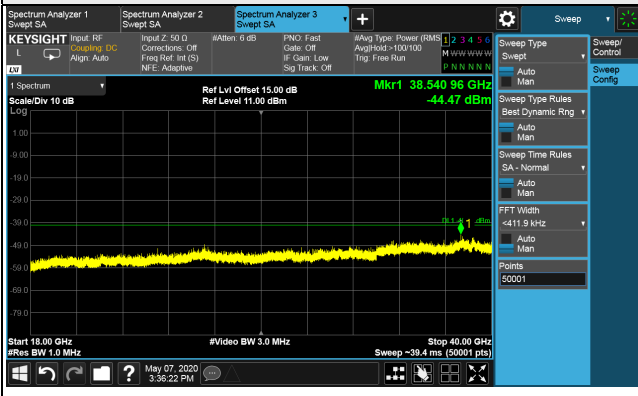 Spectrum Analyzer 1
Swept SA
Spectrum Analyzer 2
Swept SA
Spectrum Analyzer 3
Swept SA
Sweep
KEYSIGHT
L
LXI
Input: RF
Coupling: DC
Align: Auto
Input Z: 50 Ω
Corrections: Off
Freq Ref: Int (S)
NFE: Adaptive
#Atten: 6 dB
PNO: Fast
Gate: Off
IF Gain: Low
Sig Track: Off
#Avg Type: Power (RMS
Avg|Hold:>100/100
Trig: Free Run
1 2 3 4 5 6
M W W W W W
P N N N N N
1 Spectrum
Scale/Div 10 dB
Log
Ref Lvl Offset 15.00 dB
Ref Level 11.00 dBm
Mkr1 38.540 96 GHz
-44.47 dBm
1.00
-9.00
-19.0
-29.0
-39.0
-49.0
-59.0
-69.0
-79.0
1
dBm
Start 18.00 GHz
#Res BW 1.0 MHz
#Video BW 3.0 MHz
Stop 40.00 GHz
Sweep ~39.4 ms (50001 pts)
Sweep Type
Swept
Auto
Man
Sweep Type Rules
Best Dynamic Rng
Auto
Man
Sweep Time Rules
SA - Normal
Auto
Man
FFT Width
<411.9 kHz
Auto
Man
Points
50001
Sweep/
Control
Sweep
Config
?
May 07, 2020
3:36:22 PM